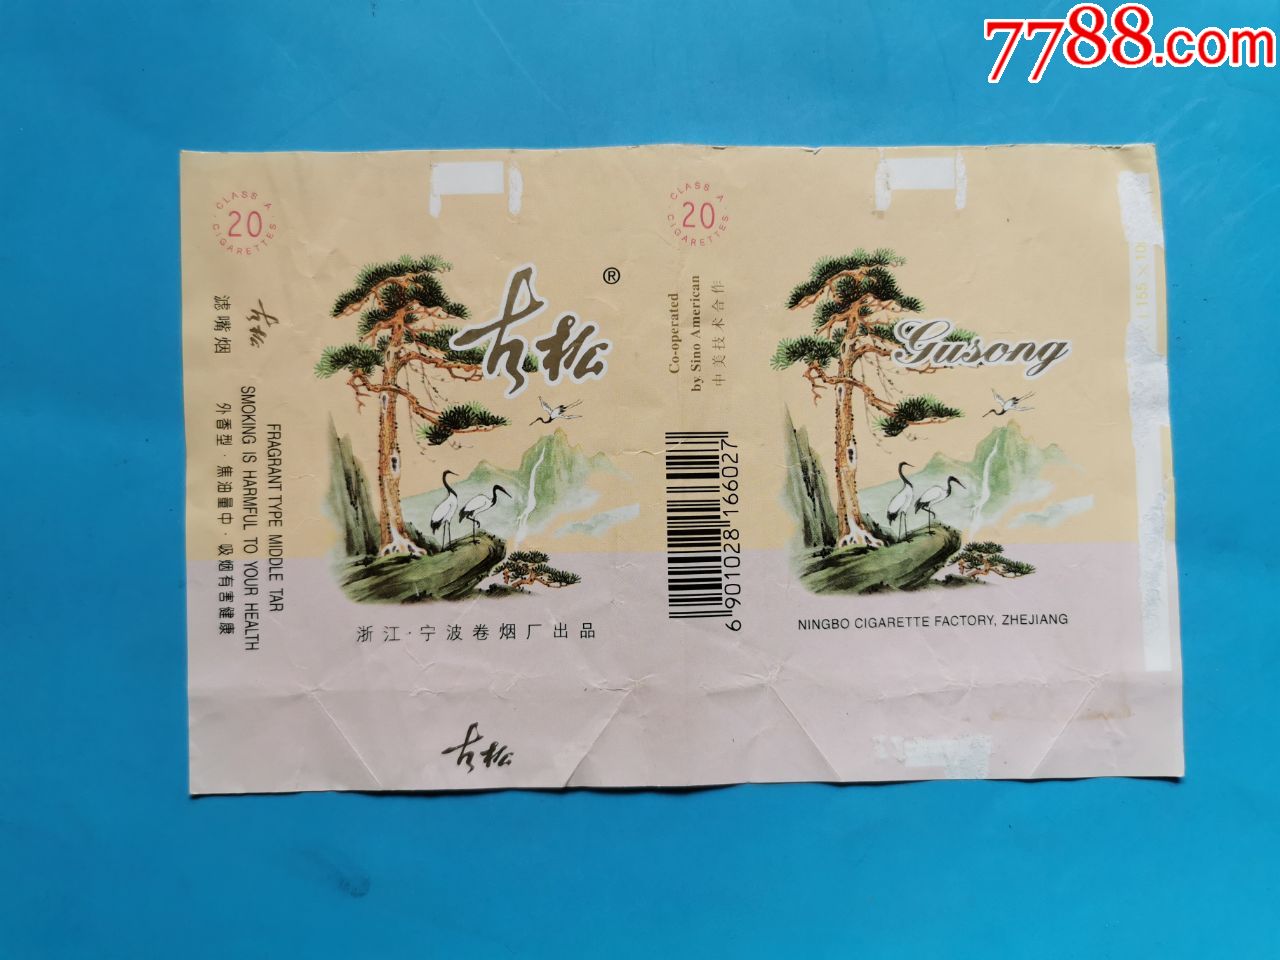 7788.com
CLASS A
20
CIGARETTES
古松
滤嘴烟
FRAGRANT TYPE MIDDLE TAR
SMOKING IS HARMFUL TO YOUR HEALTH
外香型·焦油量中·吸烟有害健康
古松®
浙江·宁波卷烟厂出品
古松
CLASS A
20
CIGARETTES
Co-operated
by Sino American
中美技术合作
6 901028 166027
Gusong
NINGBO CIGARETTE FACTORY, ZHEJIANG